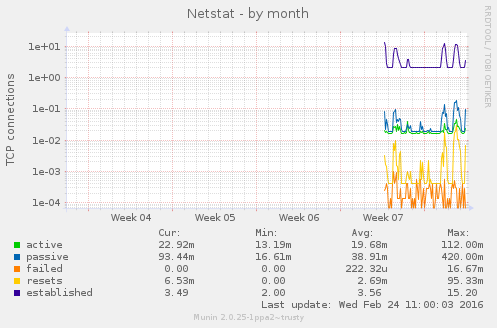 Netstat - by month
RRDTOOL / TOBI OETIKER
TCP connections
1e+01
1e+00
1e-01
1e-02
1e-03
1e-04
Week 04 Week 05 Week 06 Week 07
Cur: Min: Avg: Max:
active 22.92m 13.19m 19.68m 112.00m
passive 93.44m 16.61m 38.91m 420.00m
failed 0.00 0.00 222.32u 16.67m
resets 6.53m 0.00 2.69m 95.33m
established 3.49 2.00 3.56 15.20
Last update: Wed Feb 24 11:00:03 2016
Munin 2.0.25-1ppa2~trusty